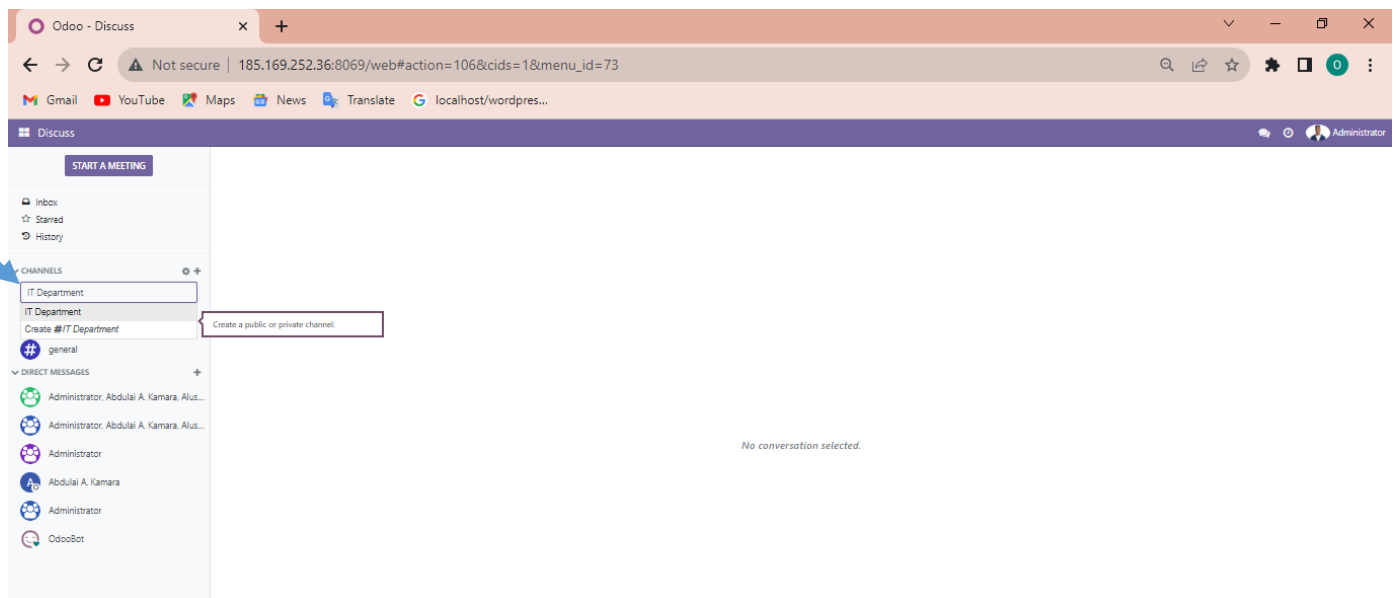 Odoo - Discuss
Not secure | 185.169.252.36:8069/web#action=106&cids=1&menu_id=73
O
Gmail YouTube Maps News Translate localhost/wordpres...
Discuss
Administrator
START A MEETING
Inbox
Starred
History
CHANNELS
IT Department
IT Department
Create #IT Department
Create a public or private channel.
# general
DIRECT MESSAGES
Administrator, Abdulai A. Kamara, Alus...
Administrator, Abdulai A. Kamara, Alus...
Administrator
A Abdulai A. Kamara
Administrator
OdooBot
No conversation selected.